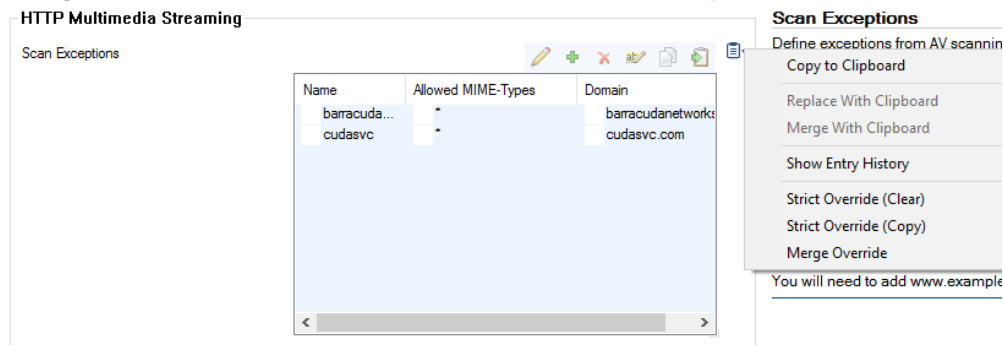 HTTP Multimedia Streaming
Scan Exceptions
Name Allowed MIME-Types Domain
barracuda... * barracudanetworks
cudasvc * cudasvc.com
Scan Exceptions
Define exceptions from AV scannin
Copy to Clipboard
Replace With Clipboard
Merge With Clipboard
Show Entry History
Strict Override (Clear)
Strict Override (Copy)
Merge Override
You will need to add www.example